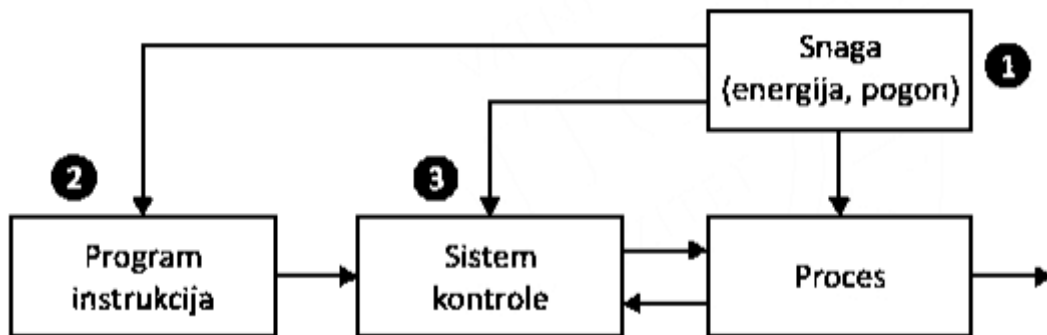 Snaga
(energija, pogon)
1
2
3
Program
instrukcija
Sistem
kontrole
Proces